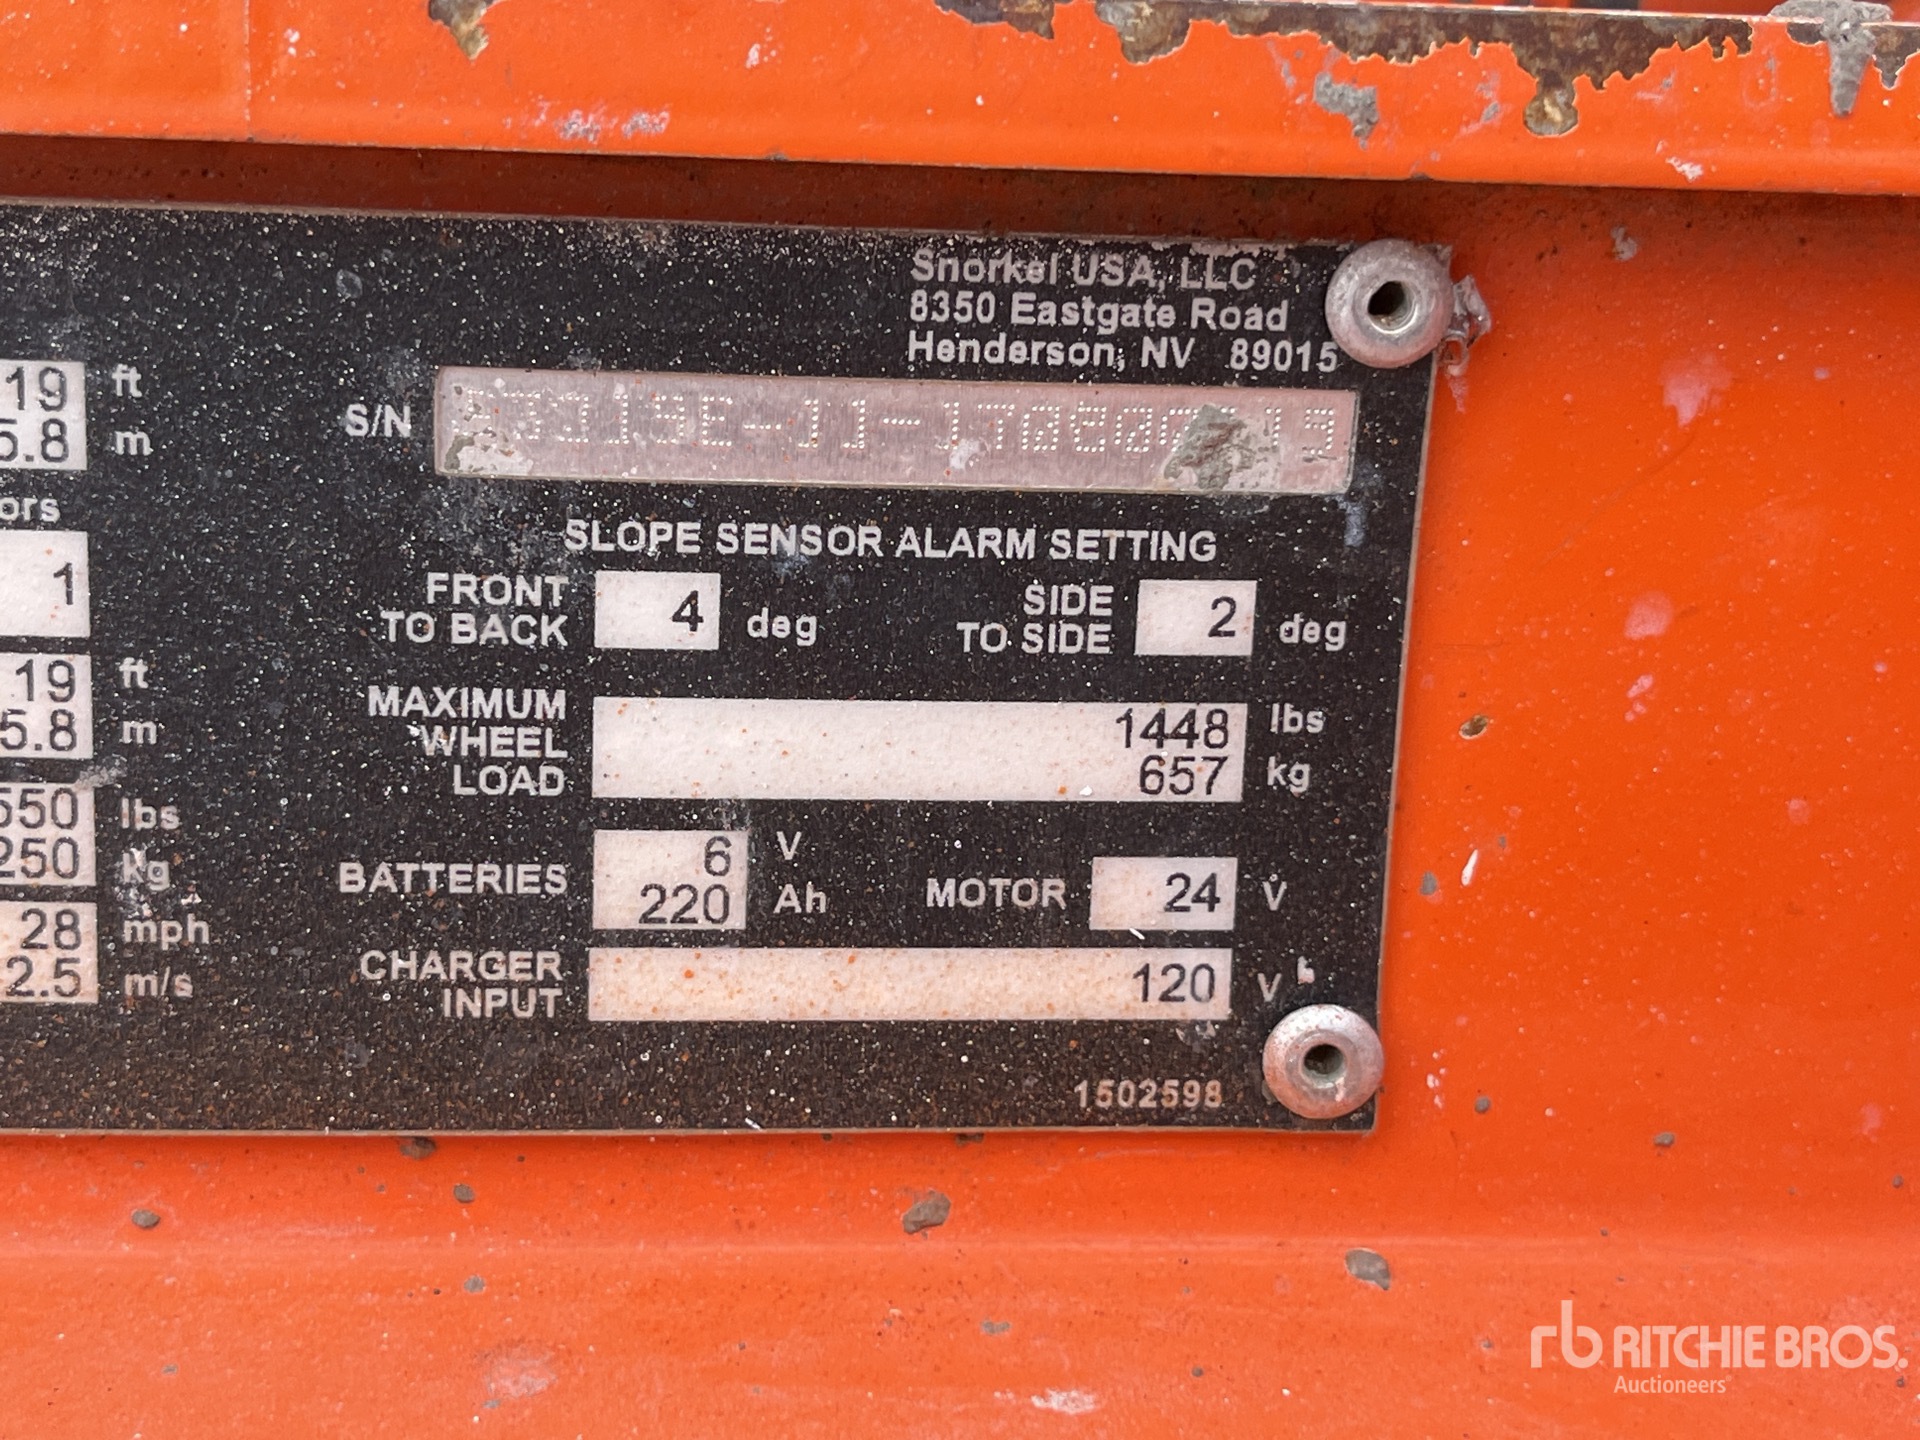 Snorkel USA, LLC
8350 Eastgate Road
Henderson, NV 89015
19 ft
5.8 m
S/N
ors
SLOPE SENSOR ALARM SETTING
1
FRONT TO BACK 4 deg
SIDE TO SIDE 2 deg
19 ft
5.8 m
MAXIMUM WHEEL LOAD
1448 lbs
657 kg
550 lbs
250 kg
BATTERIES
6 V
220 Ah
MOTOR 24 V
28 mph
2.5 m/s
CHARGER INPUT 120 V
1502598
rb RITCHIE BROS.
Auctioneers